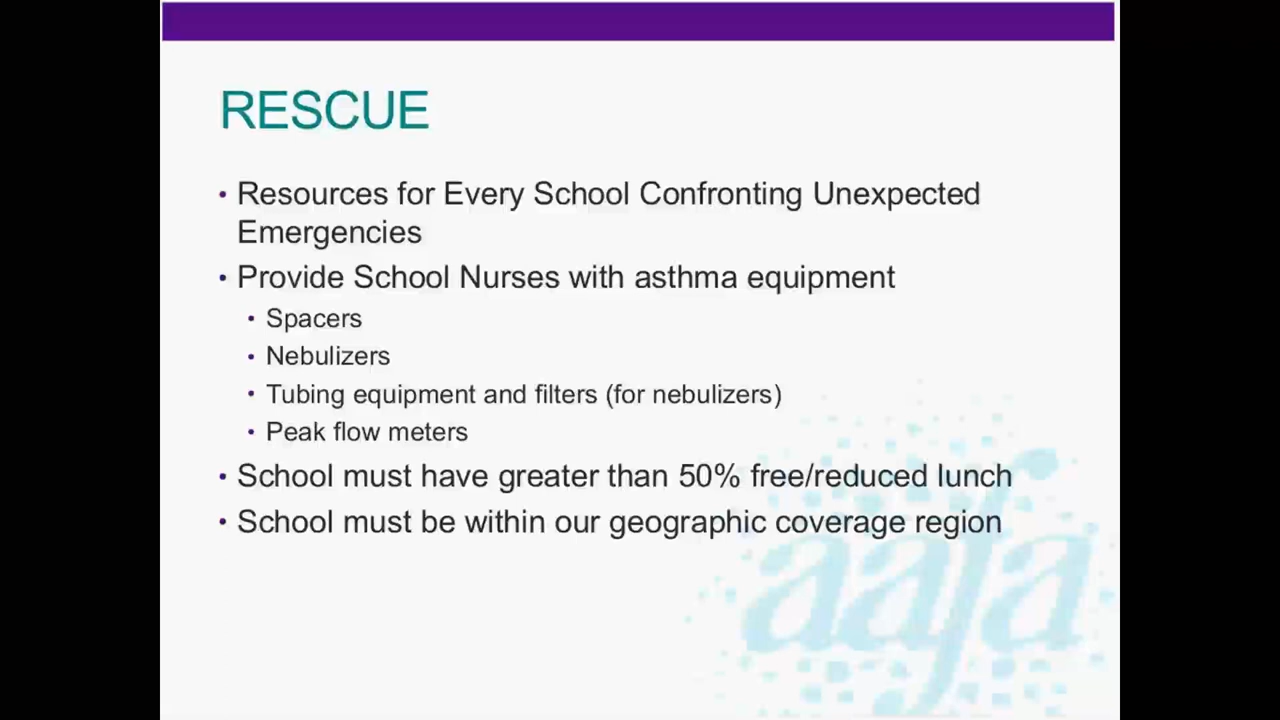 RESCUE
• Resources for Every School Confronting Unexpected
Emergencies
• Provide School Nurses with asthma equipment
• Spacers
• Nebulizers
• Tubing equipment and filters (for nebulizers)
• Peak flow meters
• School must have greater than 50% free/reduced lunch
• School must be within our geographic coverage region
aafa